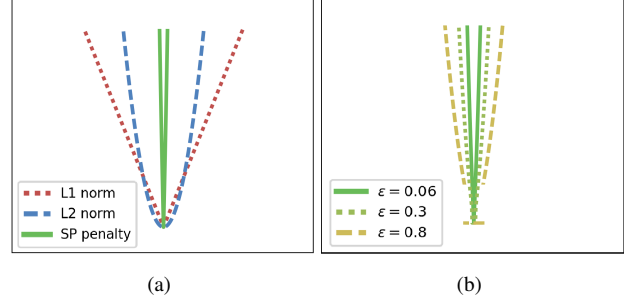 L1 norm
L2 norm
SP penalty
ε = 0.06
ε = 0.3
ε = 0.8
(a)
(b)